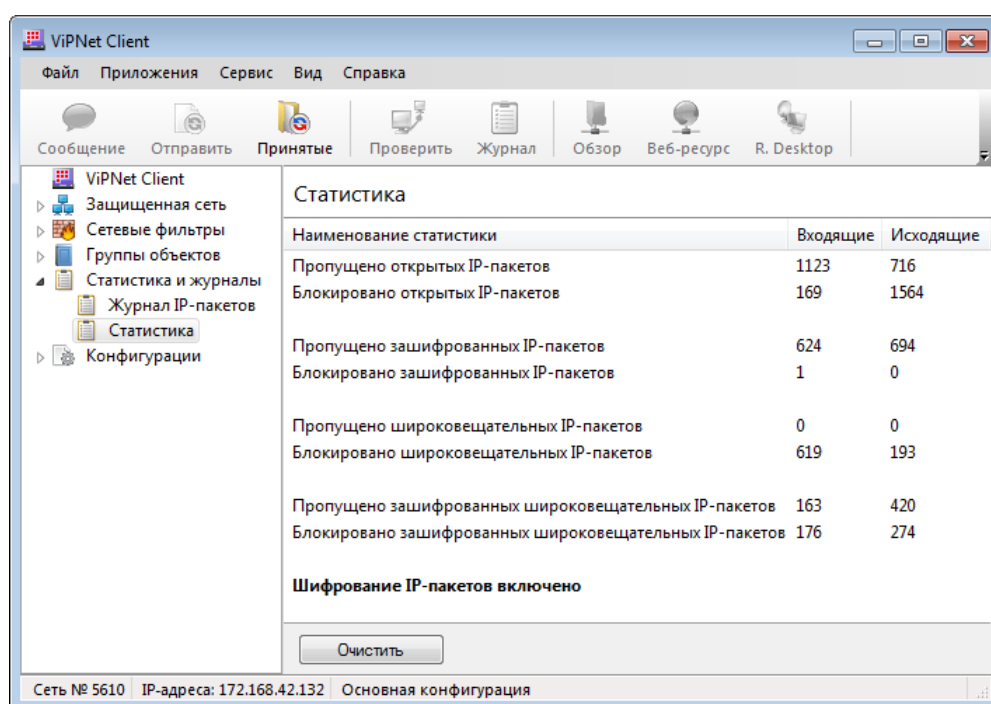 ViPNet Client
Файл Приложения Сервис Вид Справка
Сообщение Отправить Принятые Проверить Журнал Обзор Веб-ресурс R. Desktop
ViPNet Client
Защищенная сеть
Сетевые фильтры
Группы объектов
Статистика и журналы
Журнал IP-пакетов
Статистика
Конфигурации
Статистика
Наименование статистики Входящие Исходящие
Пропущено открытых IP-пакетов 1123 716
Блокировано открытых IP-пакетов 169 1564
Пропущено зашифрованных IP-пакетов 624 694
Блокировано зашифрованных IP-пакетов 1 0
Пропущено широковещательных IP-пакетов 0 0
Блокировано широковещательных IP-пакетов 619 193
Пропущено зашифрованных широковещательных IP-пакетов 163 420
Блокировано зашифрованных широковещательных IP-пакетов 176 274
Шифрование IP-пакетов включено
Очистить
Сеть № 5610 IP-адреса: 172.168.42.132 Основная конфигурация